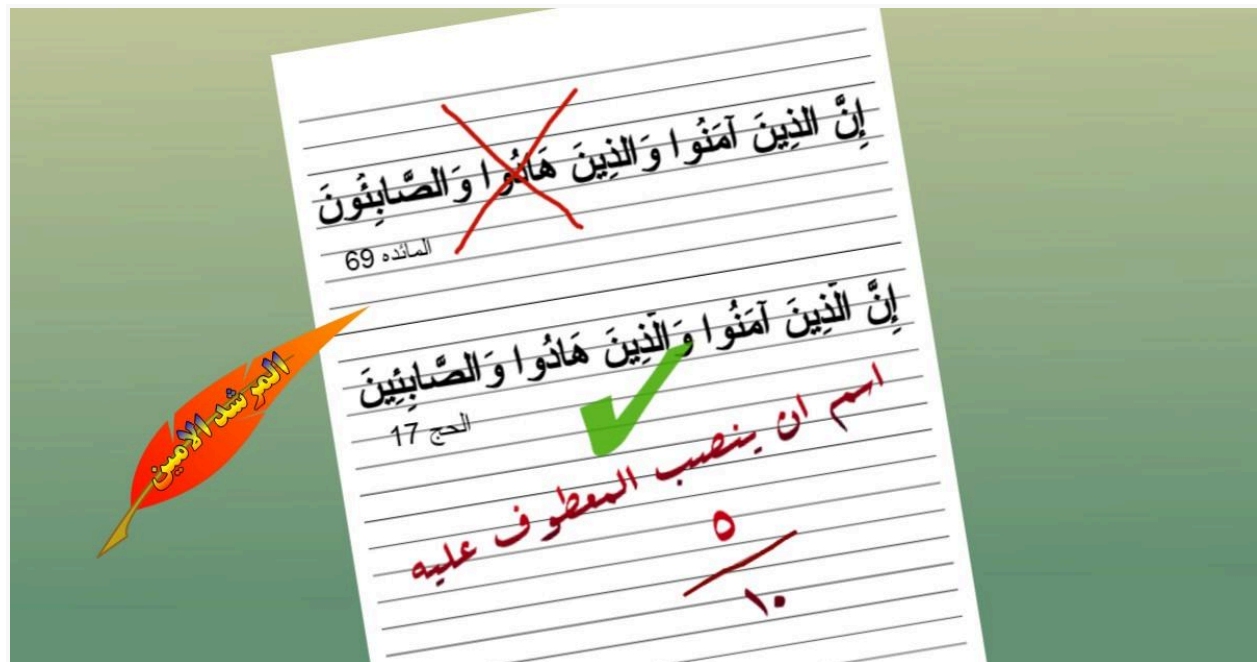 إِنَّ الذِينَ آمَنُوا وَالذِينَ هَادُوا وَالصَّابِئُونَ
المائده 69
إِنَّ الَّذِينَ آمَنُوا وَالَّذِينَ هَادُوا وَالصَّابِئِينَ
الحج 17
اسم ان ينصب المعطوف عليه
٥
١٠
المرشد الامين